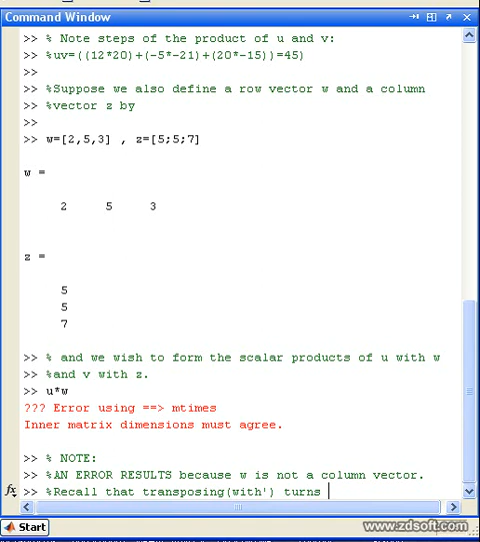 Command Window
>> % Note steps of the product of u and v:
>> %uv=((12*20)+(-5*-21)+(20*-15))=45)
>>
>> %Suppose we also define a row vector w and a column
>> %vector z by
>>
>> w=[2,5,3] , z=[5;5;7]
w =
2 5 3
z =
5
5
7
>> % and we wish to form the scalar products of u with w
>> %and v with z.
>> u*w
??? Error using ==> mtimes
Inner matrix dimensions must agree.
>> % NOTE:
>> %AN ERROR RESULTS because w is not a column vector.
fx >> %Recall that transposing(with') turns
Start
www.zdsoft.com